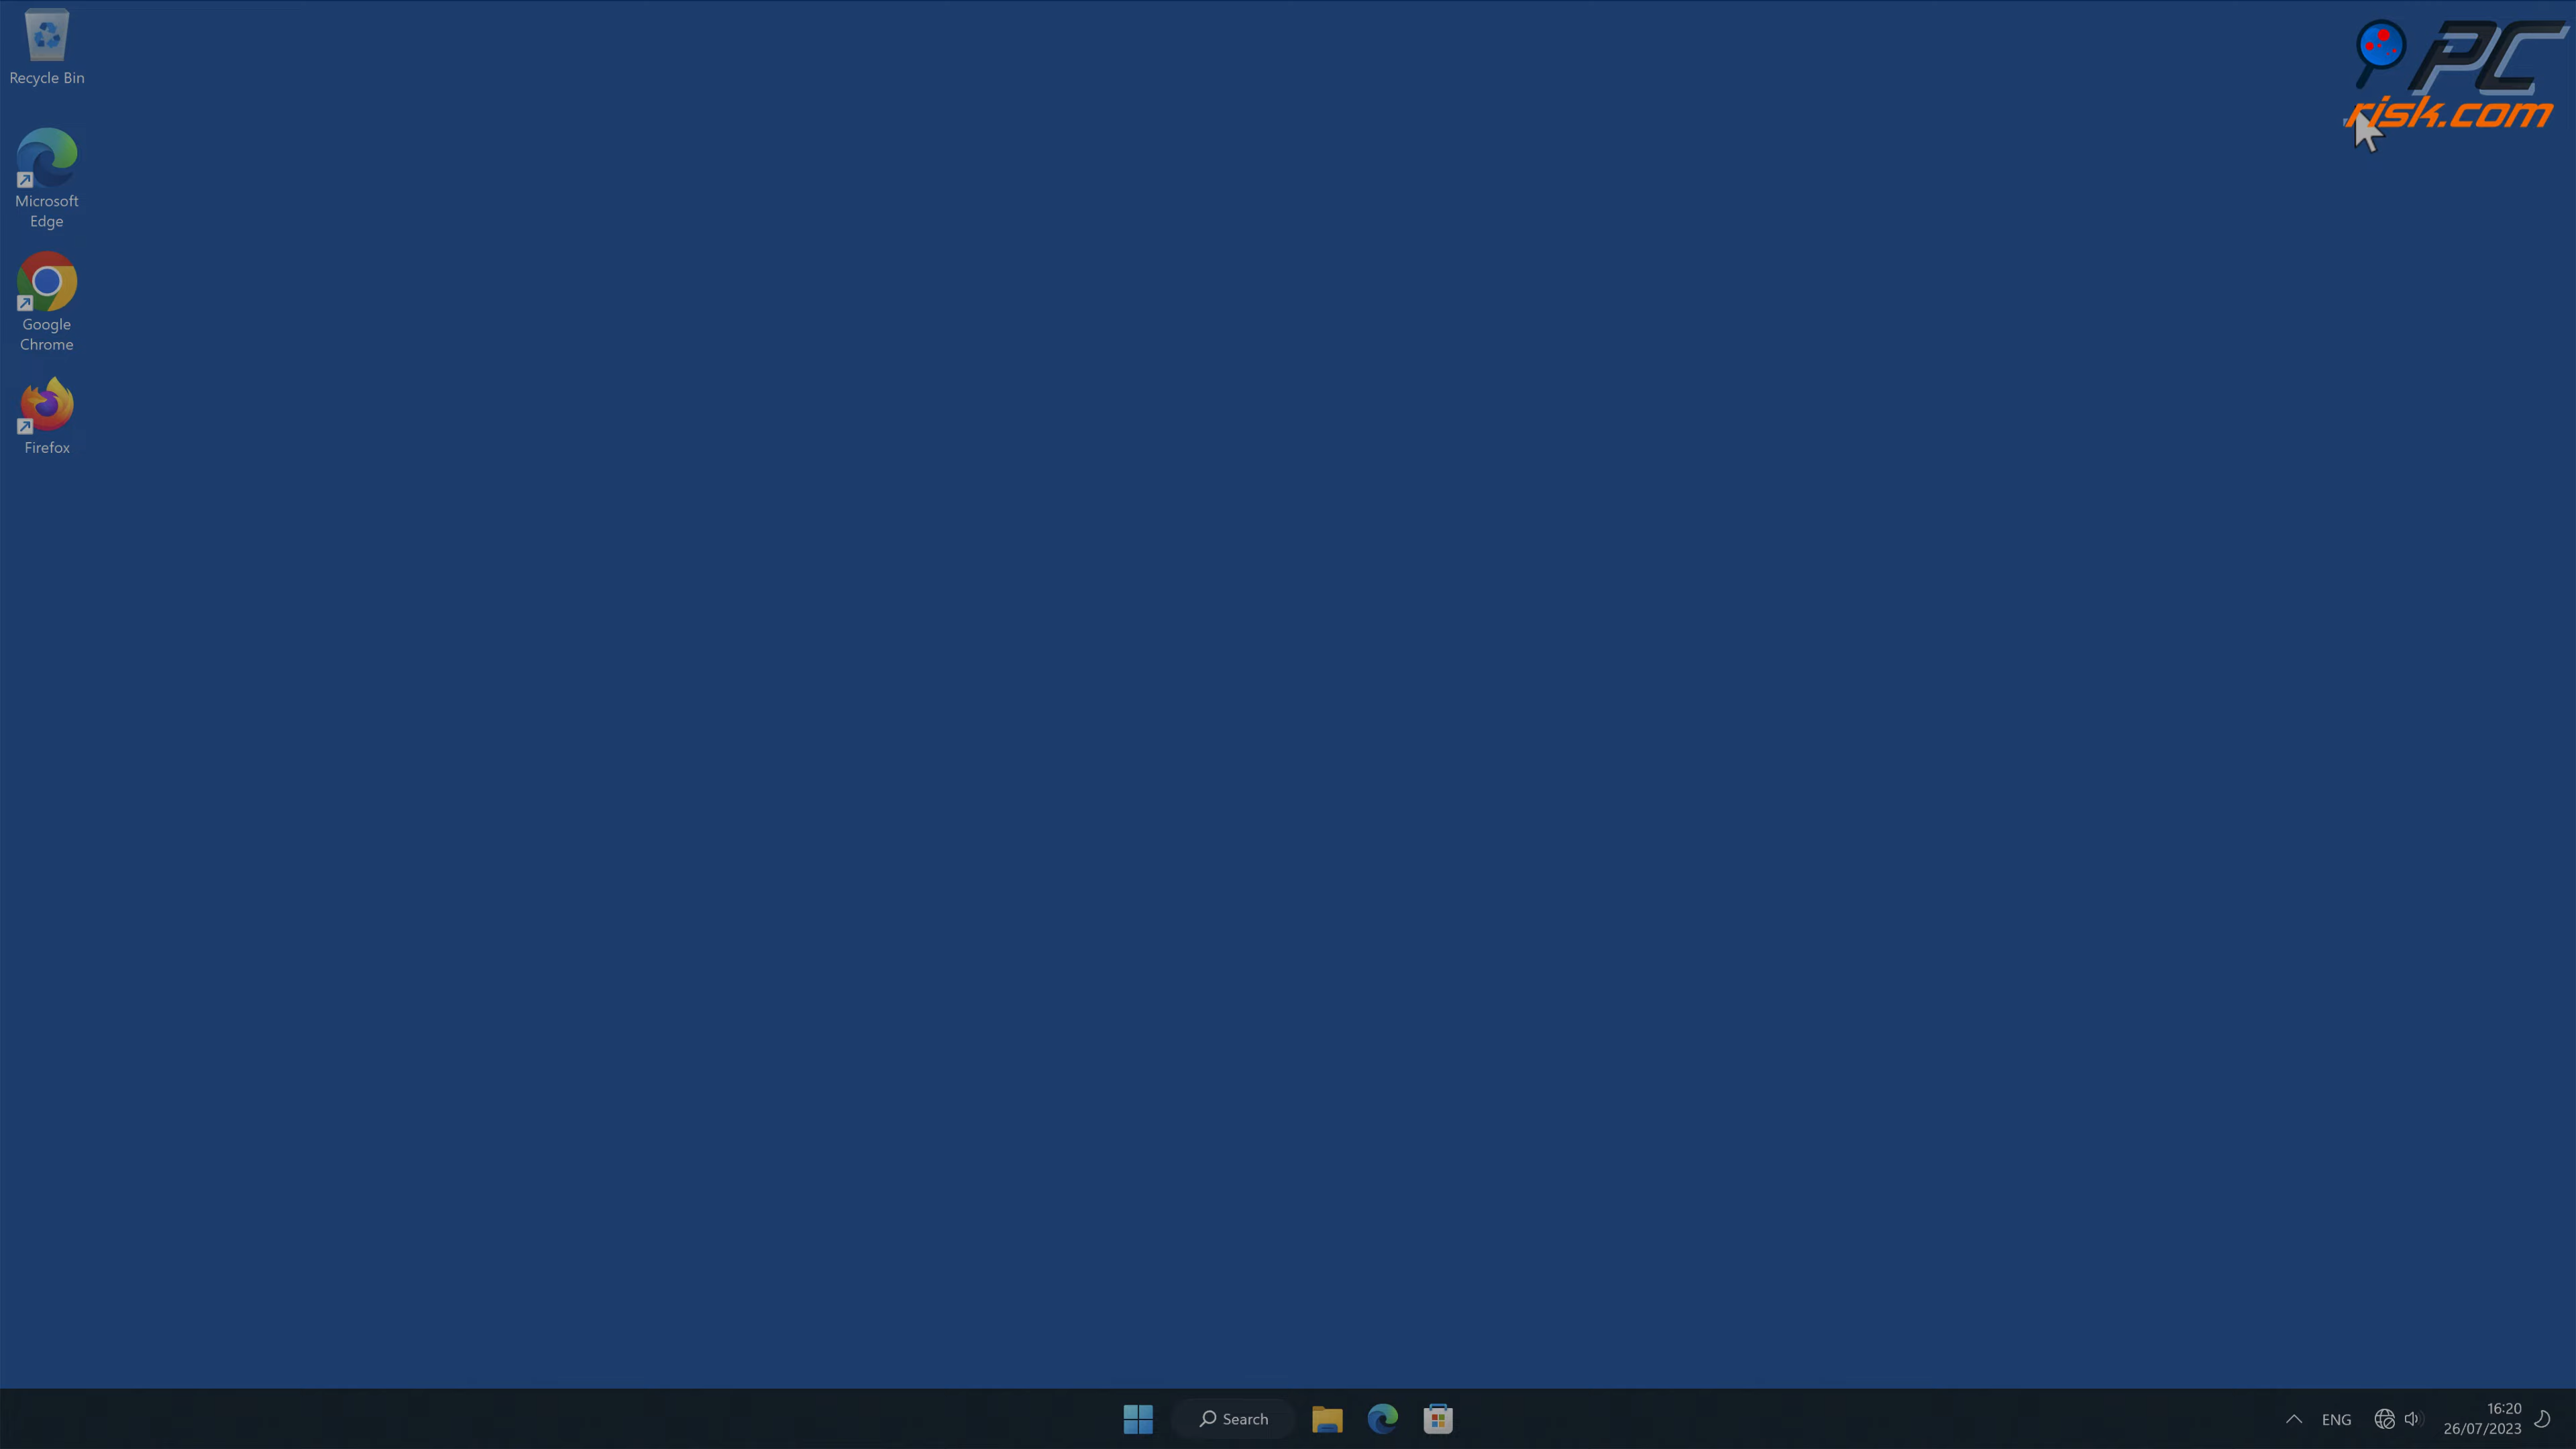 Recycle Bin
PC
risk.com
Microsoft
Edge
Google
Chrome
Firefox
Search
ENG
16:20
26/07/2023